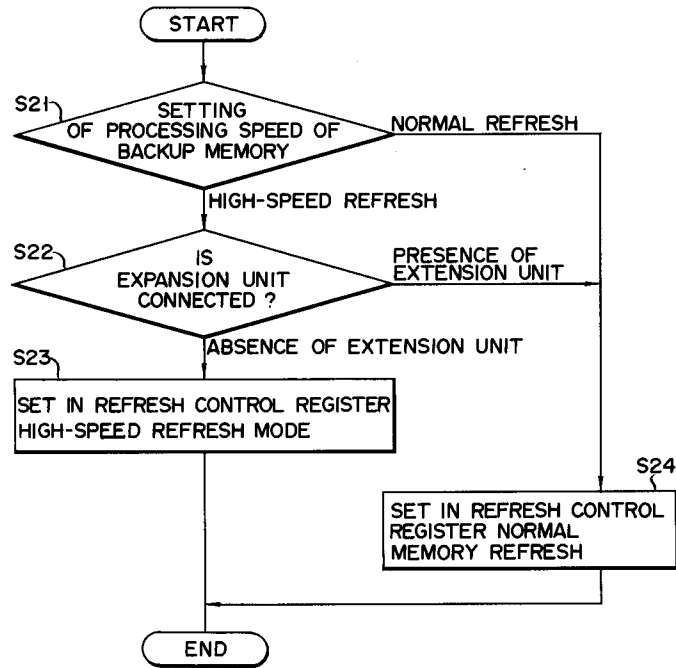 START
S21
SETTING
OF PROCESSING SPEED OF
BACKUP MEMORY
NORMAL REFRESH
HIGH-SPEED REFRESH
S22
IS
EXPANSION UNIT
CONNECTED ?
PRESENCE OF
EXTENSION UNIT
ABSENCE OF EXTENSION UNIT
S23
SET IN REFRESH CONTROL REGISTER
HIGH-SPEED REFRESH MODE
S24
SET IN REFRESH CONTROL
REGISTER NORMAL
MEMORY REFRESH
END